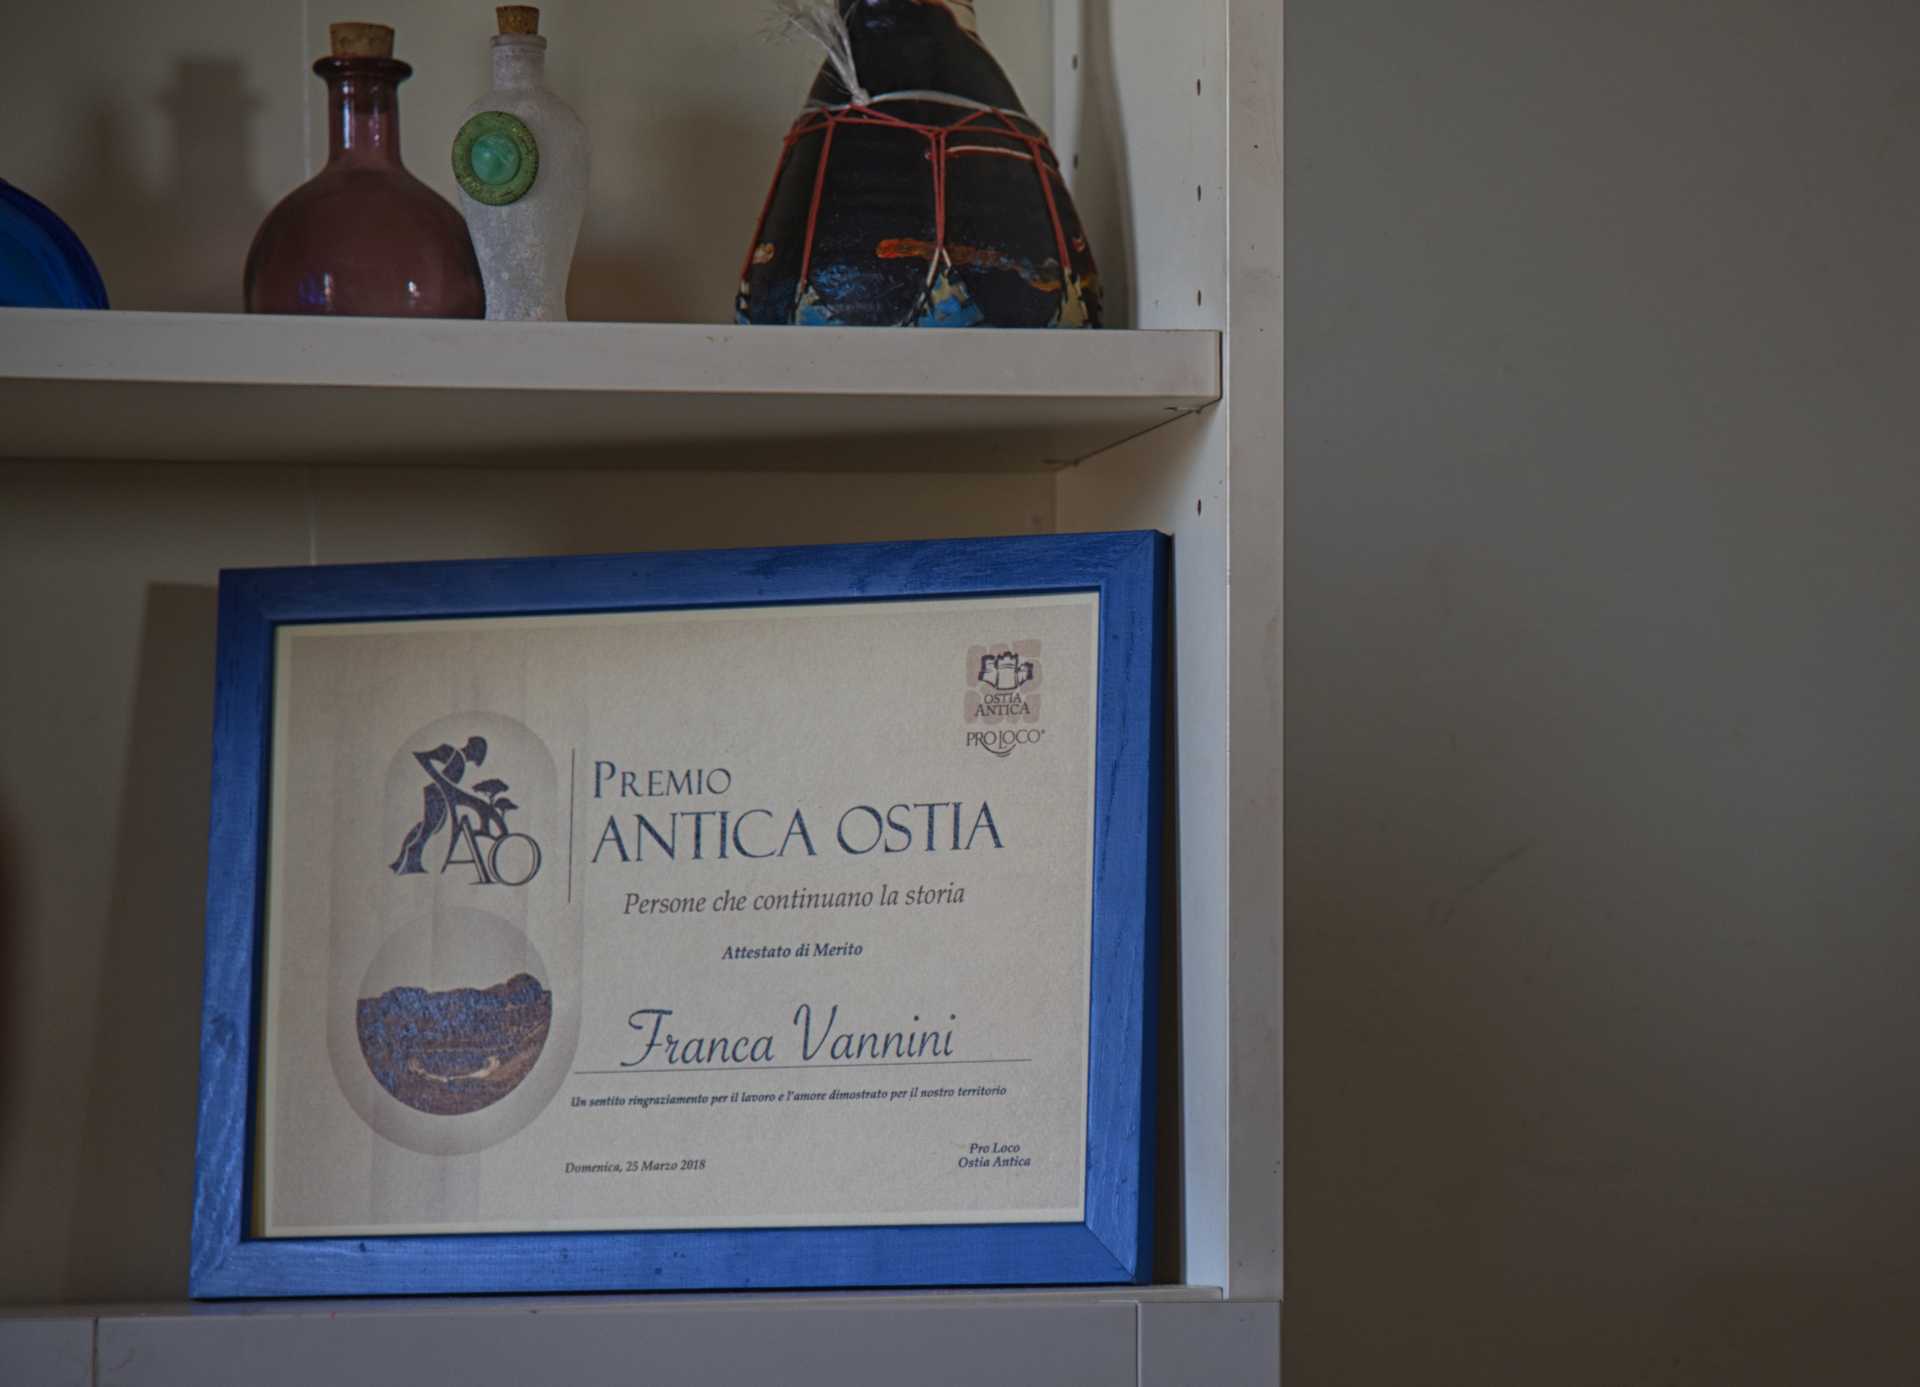 OSTIA
ANTICA
PRO LOCO®
AO
PREMIO
ANTICA OSTIA
Persone che continuano la storia
Attestato di Merito
Franca Vannini
Un sentito ringraziamento per il lavoro e l'amore dimostrato per il nostro territorio
Domenica, 25 Marzo 2018
Pro Loco
Ostia Antica